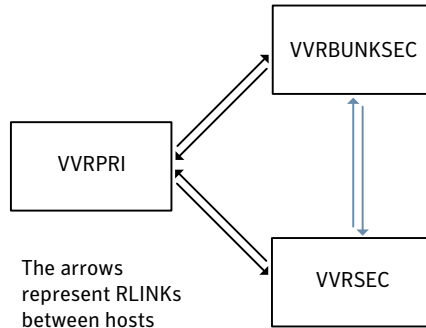 VVRBUNKSEC
VVRPRI
VVRSEC
The arrows
represent RLINKs
between hosts